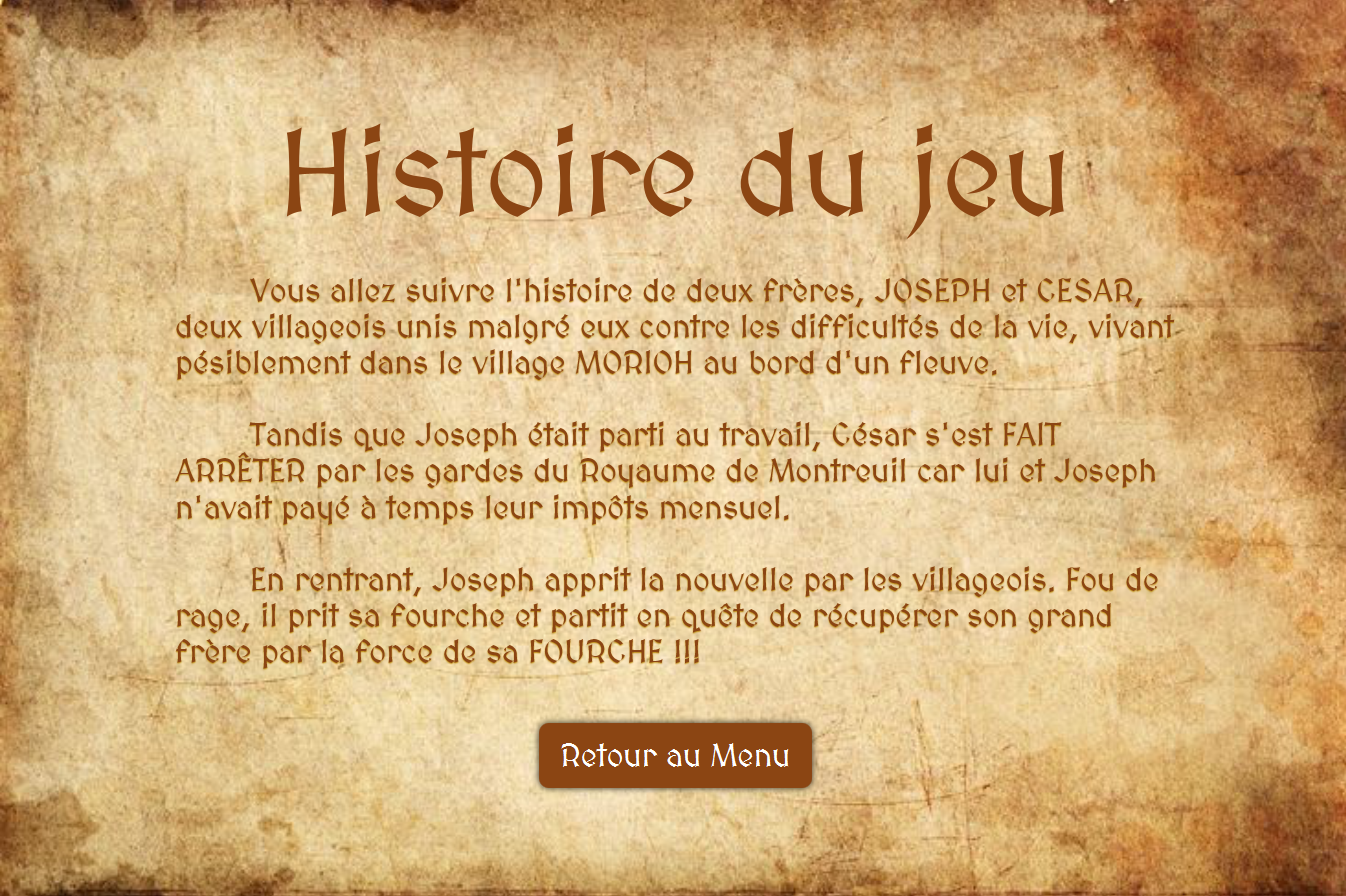 Histoire du jeu
Vous allez suivre l'histoire de deux frères, JOSEPH et CESAR,
deux villageois unis malgré eux contre les difficultés de la vie, vivant
pésiblement dans le village MORIOH au bord d'un fleuve.
Tandis que Joseph était parti au travail, César s'est FAIT
ARRÊTER par les gardes du Royaume de Montreuil car lui et Joseph
n'avait payé à temps leur impôts mensuel.
En rentrant, Joseph apprit la nouvelle par les villageois. Fou de
rage, il prit sa fourche et partit en quête de récupérer son grand
frère par la force de sa FOURCHE !!!
Retour au Menu